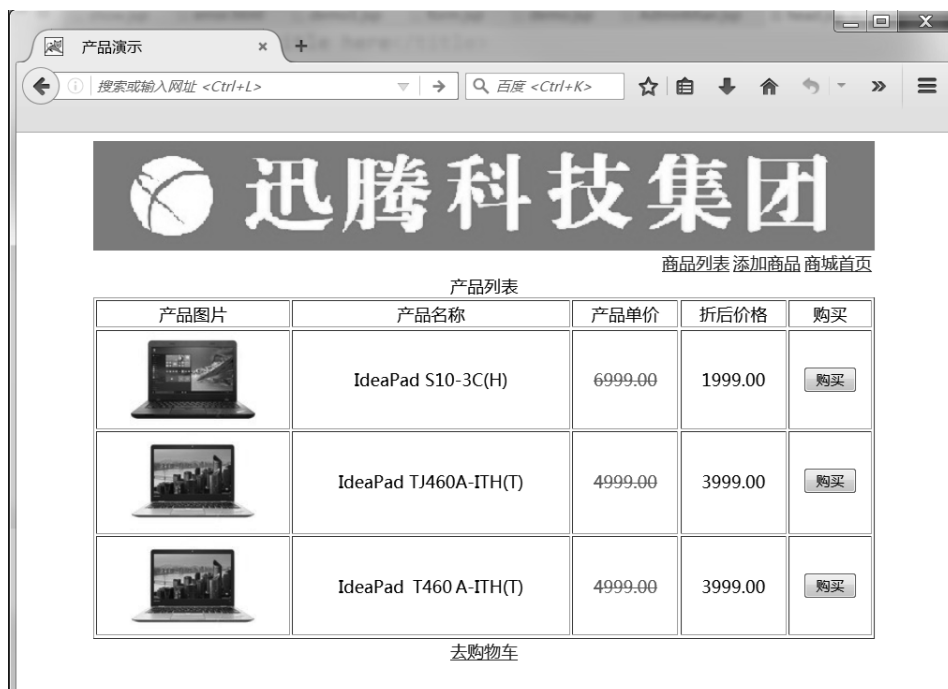 产品演示
搜索或输入网址 <Ctrl+L>
百度 <Ctrl+K>
迅腾科技集团
商品列表 添加商品 商城首页
产品列表
产品图片 产品名称 产品单价 折后价格 购买
IdeaPad S10-3C(H) 6999.00 1999.00 购买
IdeaPad TJ460A-ITH(T) 4999.00 3999.00 购买
IdeaPad T460 A-ITH(T) 4999.00 3999.00 购买
去购物车